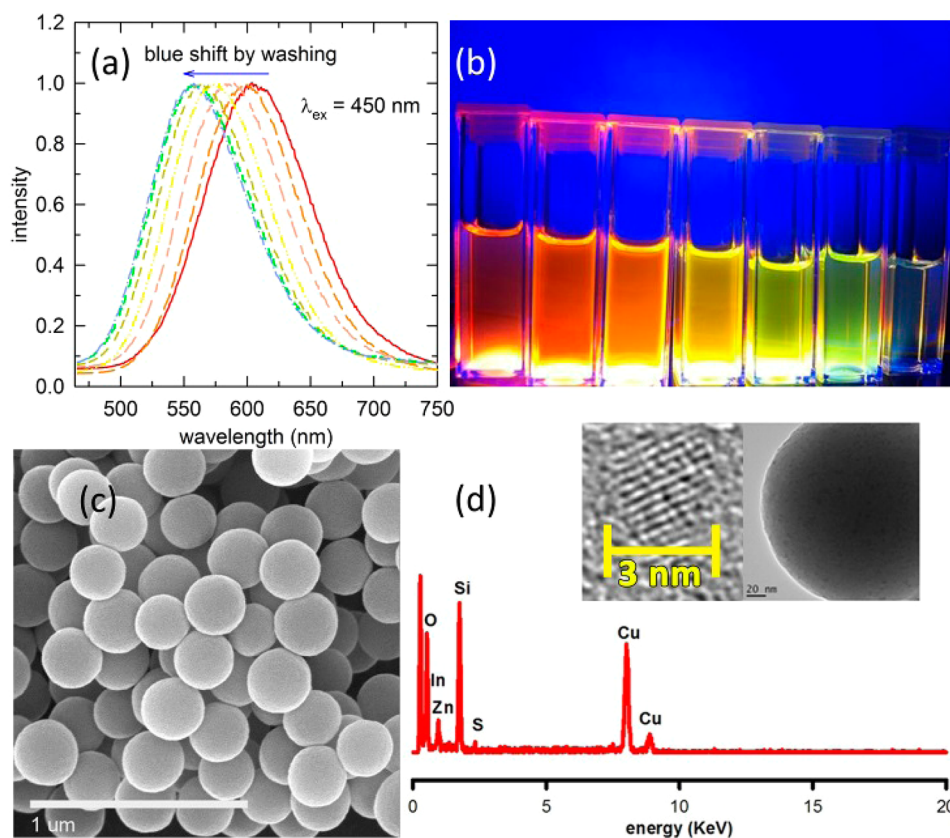 (a)
blue shift by washing
λex = 450 nm
intensity
1.2
1.0
0.8
0.6
0.4
0.2
0.0
500 550 600 650 700 750
wavelength (nm)
(b)
(c)
1 um
(d)
3 nm
20 nm
Si
O
In
Zn
S
Cu
Cu
0 5 10 15 20
energy (KeV)